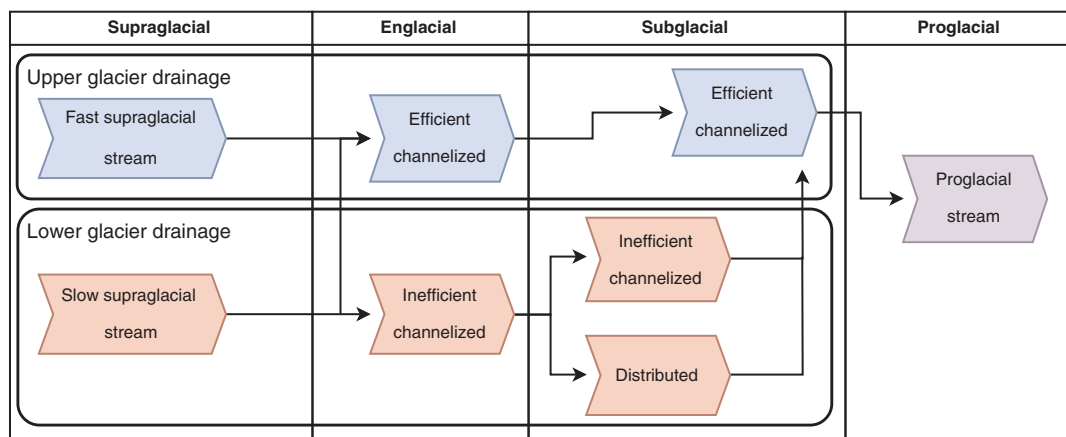 Supraglacial
Englacial
Subglacial
Proglacial
Upper glacier drainage
Fast supraglacial
stream
Efficient
channelized
Efficient
channelized
Proglacial
stream
Lower glacier drainage
Slow supraglacial
stream
Inefficient
channelized
Inefficient
channelized
Distributed